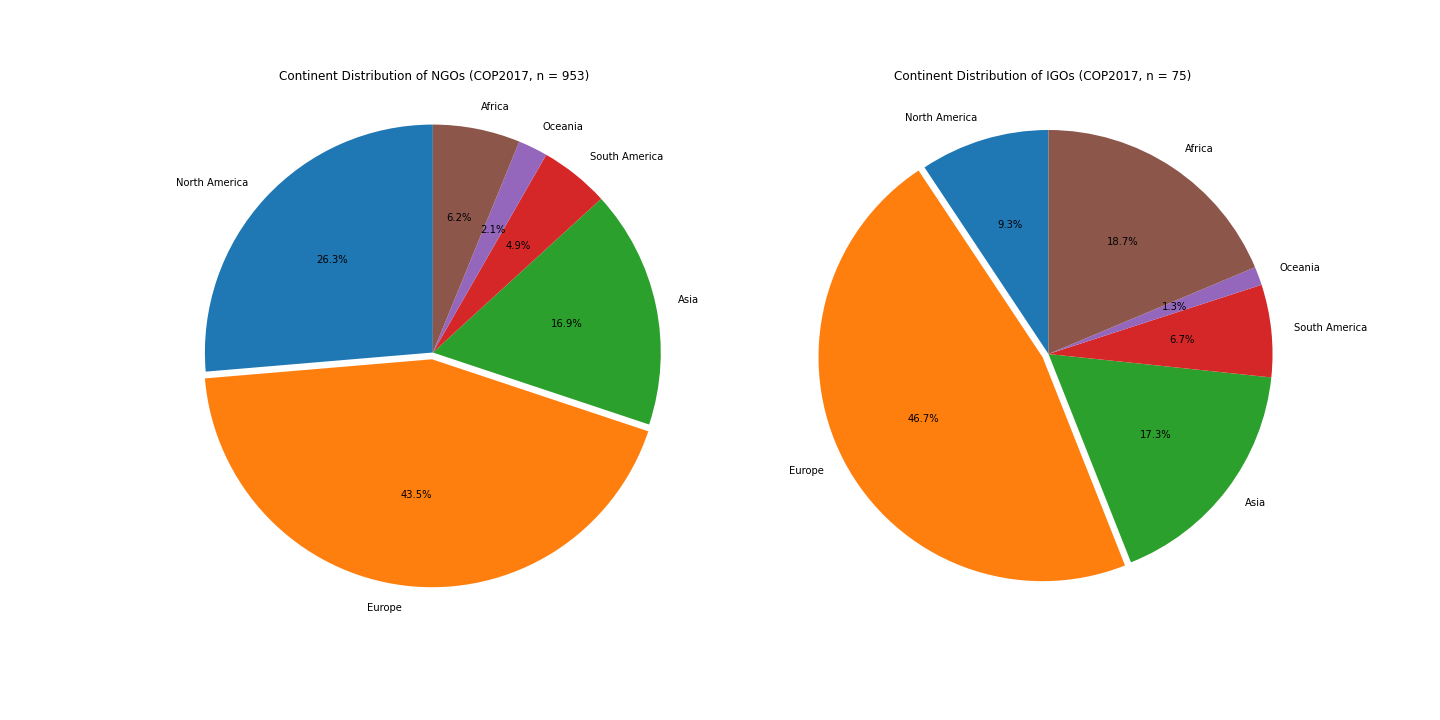 Continent Distribution of NGOs (COP2017, n = 953)
Africa
Oceania
South America
North America
6.2%
2.1%
4.9%
26.3%
Asia
16.9%
43.5%
Europe
Continent Distribution of IGOs (COP2017, n = 75)
North America
Africa
9.3%
18.7%
Oceania
1.3%
South America
6.7%
46.7%
17.3%
Europe
Asia